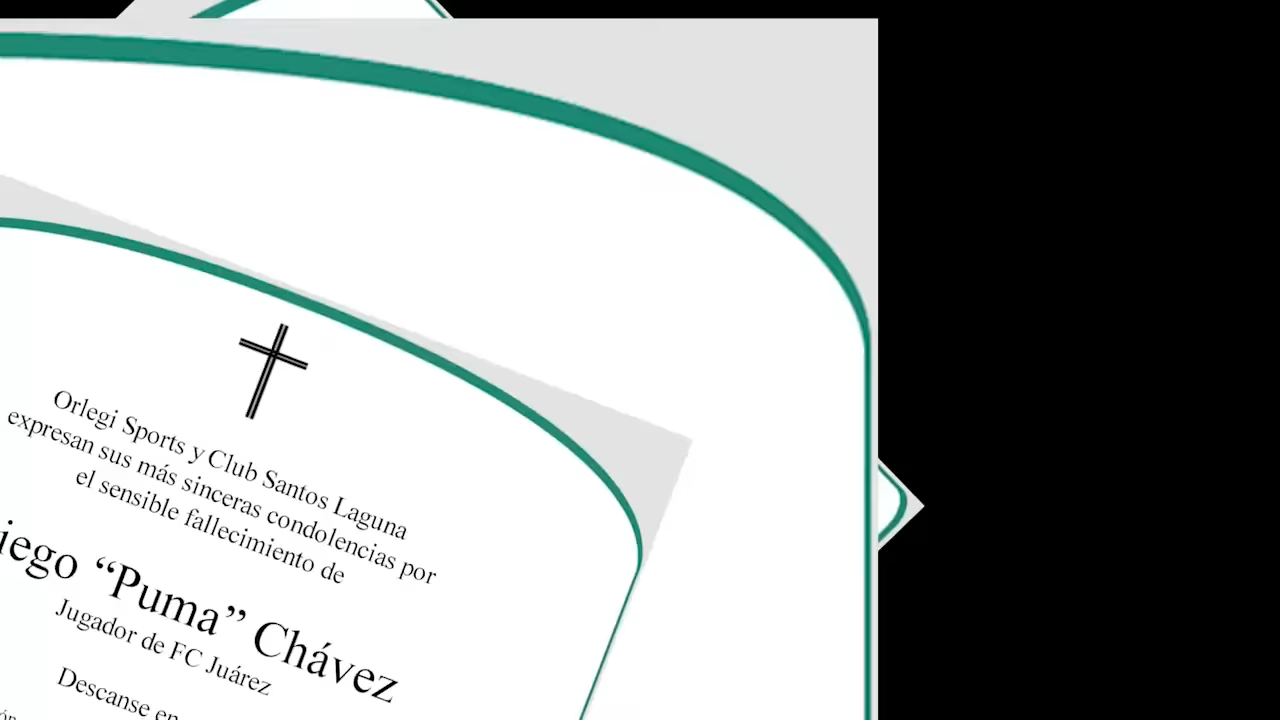 Orlegi Sports y Club Santos Laguna
expresan sus más sinceras condolencias por
el sensible fallecimiento de
iego “Puma” Chávez
Jugador de FC Juárez
Descanse en